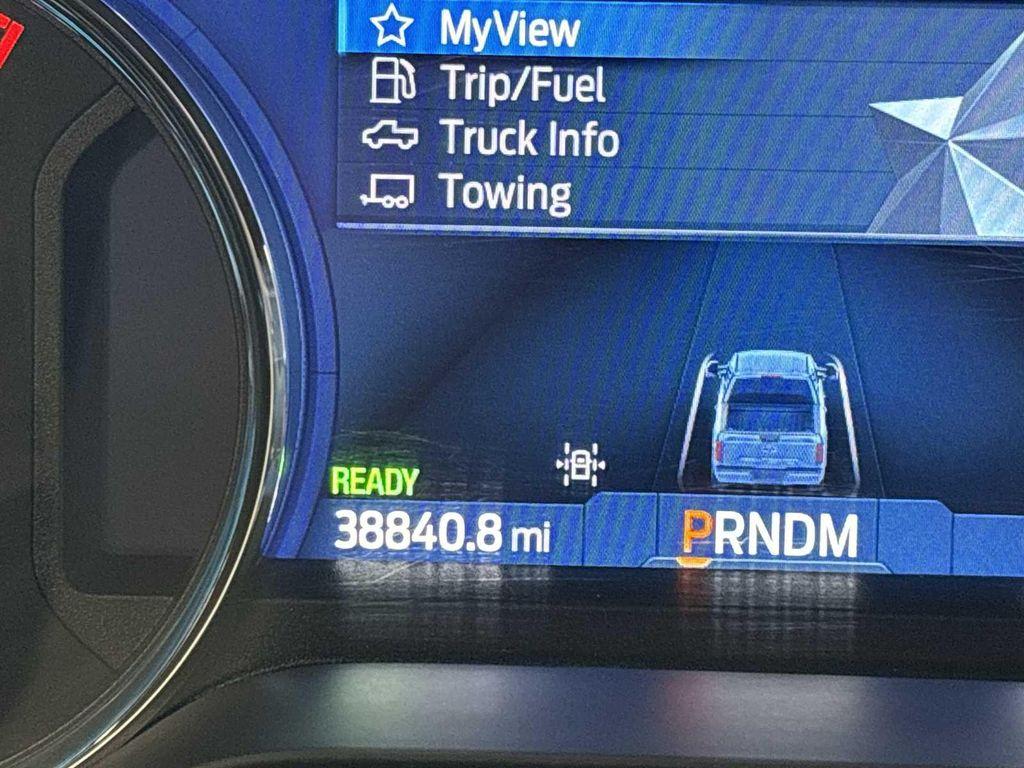 MyView
Trip/Fuel
Truck Info
Towing
READY
38840.8 mi
PRNDM